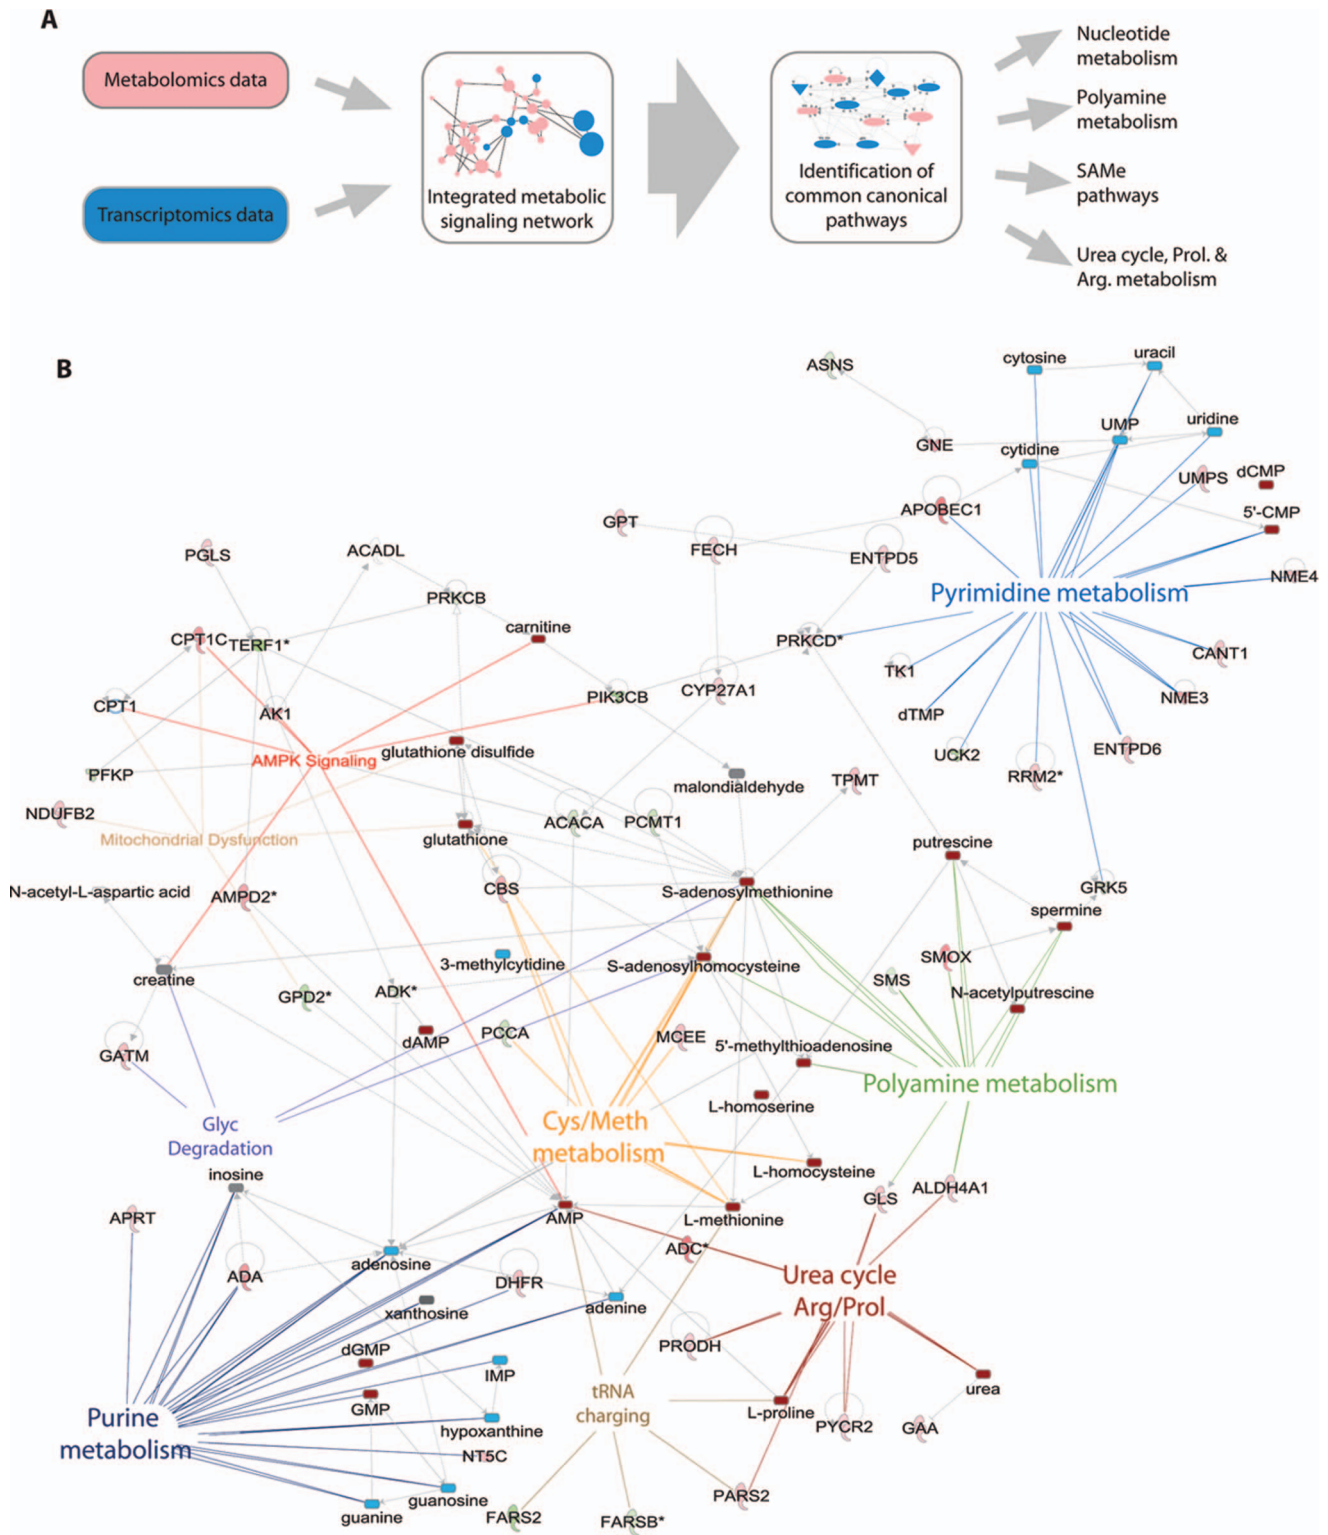 A
Metabolomics data
Transcriptomics data
Integrated metabolic
signaling network
Identification of
common canonical
pathways
Nucleotide
metabolism
Polyamine
metabolism
SAMe
pathways
Urea cycle, Prol. &
Arg. metabolism
B
ASNS
cytosine
uracil
GNE
UMP
uridine
cytidine
UMPS
dCMP
APOBEC1
5'-CMP
GPT
FECH
ENTPD5
NME4
PGLS
ACADL
PRKCB
Pyrimidine metabolism
CPT1C
TERF1*
carnitine
PRKCD*
CANT1
TK1
CPT1
AK1
PIK3CB
CYP27A1
NME3
dTMP
AMPK Signaling
glutathione disulfide
UCK2
ENTPD6
PFKP
malondialdehyde
TPMT
RRM2*
NDUFB2
Mitochondrial Dysfunction
glutathione
ACACA
PCMT1
putrescine
N-acetyl-L-aspartic acid
AMPD2*
CBS
S-adenosylmethionine
GRK5
spermine
3-methylcytidine
S-adenosylhomocysteine
SMOX
creatine
SMS
N-acetylputrescine
GPD2*
ADK*
dAMP
PCCA
MCEE
5'-methylthioadenosine
GATM
Polyamine metabolism
L-homoserine
Glyc
Degradation
Cys/Meth
metabolism
inosine
L-homocysteine
GLS
ALDH4A1
APRT
AMP
L-methionine
ADC*
adenosine
ADA
DHFR
Urea cycle
Arg/Prol
xanthosine
adenine
PRODH
dGMP
IMP
urea
GMP
tRNA
charging
L-proline
Purine
metabolism
hypoxanthine
PYCR2
GAA
NT5C
guanosine
PARS2
guanine
FARS2
FARSB*